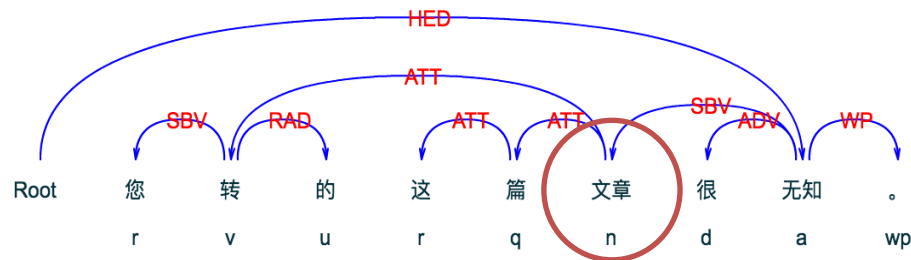 HED
ATT
SBV
SBV RAD ATT ATT ADV WP
Root 您 转 的 这 篇 文章 很 无知 。
r v u r q n d a wp